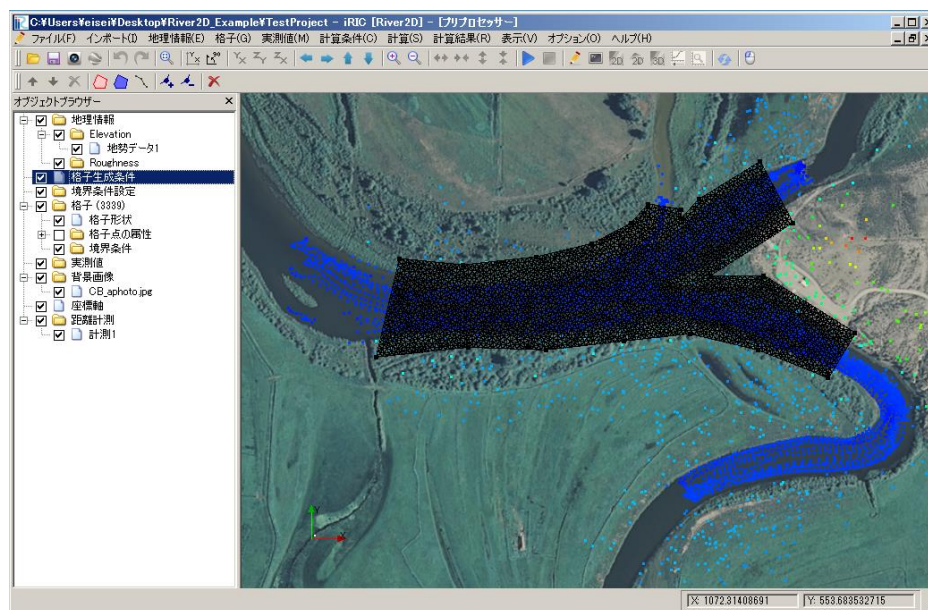 C:¥Users¥eisei¥Desktop¥River2D_Example¥TestProject - iRIC [River2D] - [プリプロセッサー]
ファイル(F) インポート(I) 地理情報(E) 格子(G) 実測値(M) 計算条件(C) 計算(S) 計算結果(R) 表示(V) オプション(O) ヘルプ(H)
オブジェクトブラウザー
地理情報
Elevation
地勢データ1
Roughness
格子生成条件
境界条件設定
格子 (3339)
格子形状
格子点の属性
境界条件
実測値
背景画像
CB_aphoto.jpg
座標軸
距離計測
計測1
X: 1072.31408691 Y: 553.683532715